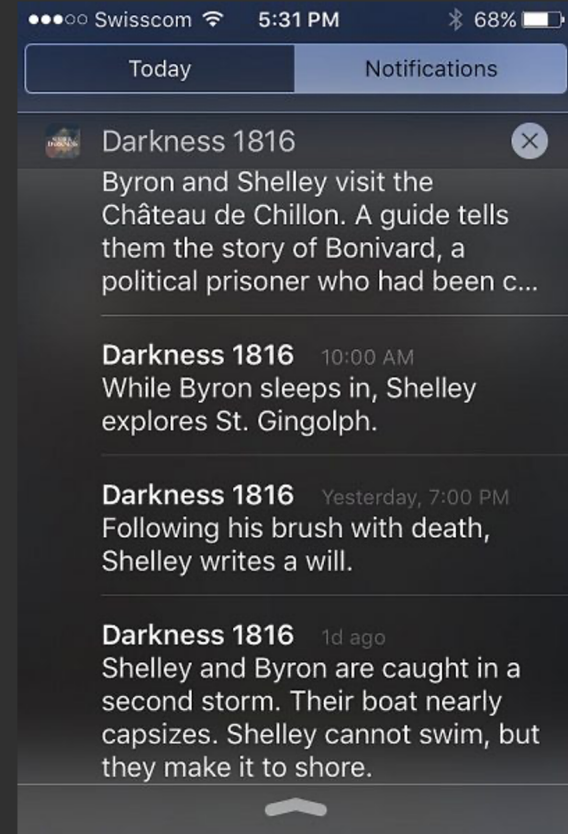 Swisscom 5:31 PM 68%
Today Notifications
Darkness 1816
Byron and Shelley visit the
Château de Chillon. A guide tells
them the story of Bonivard, a
political prisoner who had been c...
Darkness 1816 10:00 AM
While Byron sleeps in, Shelley
explores St. Gingolph.
Darkness 1816 Yesterday, 7:00 PM
Following his brush with death,
Shelley writes a will.
Darkness 1816 1d ago
Shelley and Byron are caught in a
second storm. Their boat nearly
capsizes. Shelley cannot swim, but
they make it to shore.